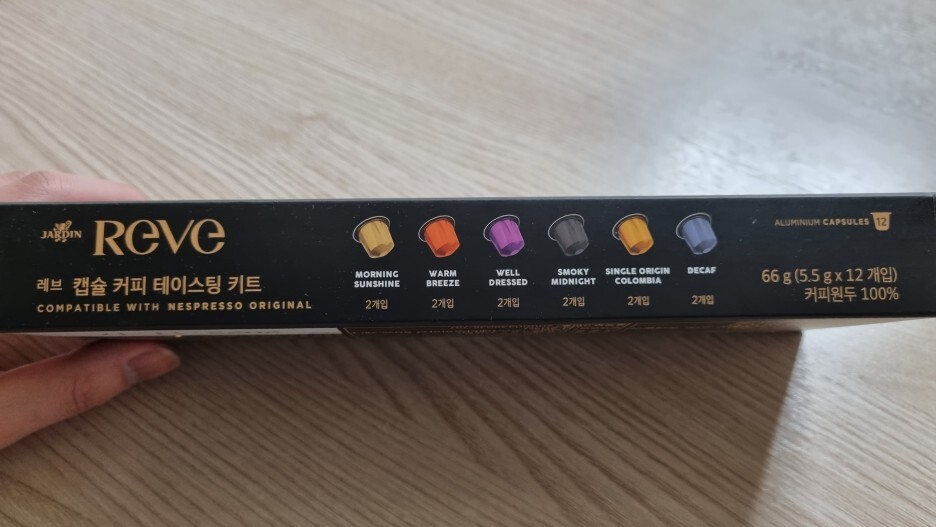 JARDIN Reve
레브 캡슐 커피 테이스팅 키트
COMPATIBLE WITH NESPRESSO ORIGINAL
MORNING SUNSHINE
2개입
WARM BREEZE
2개입
WELL DRESSED
2개입
SMOKY MIDNIGHT
2개입
SINGLE ORIGIN COLOMBIA
2개입
DECAF
2개입
ALUMINIUM CAPSULES 12
66 g (5.5 g x 12 개입)
커피원두 100%